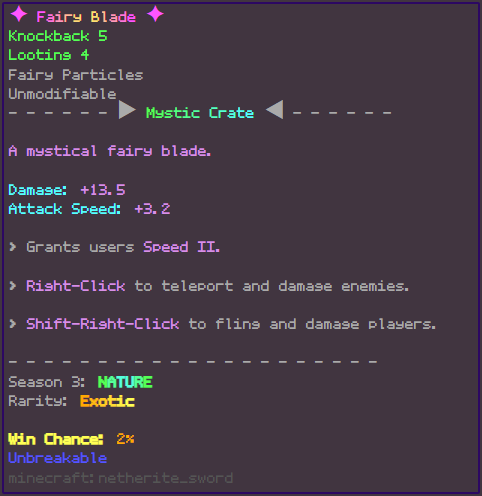 ✦ Fairy Blade ✦
Knockback 5
Looting 4
Fairy Particles
Unmodifiable
- - - - - - ▶ Mystic Crate ◀ - - - - - -
A mystical fairy blade.
Damage: +13.5
Attack Speed: +3.2
> Grants users Speed II.
> Right-Click to teleport and damage enemies.
> Shift-Right-Click to fling and damage players.
- - - - - - - - - - - - - - - - - - - - - -
Season 3: NATURE
Rarity: Exotic
Win Chance: 2%
Unbreakable
minecraft:netherite_sword